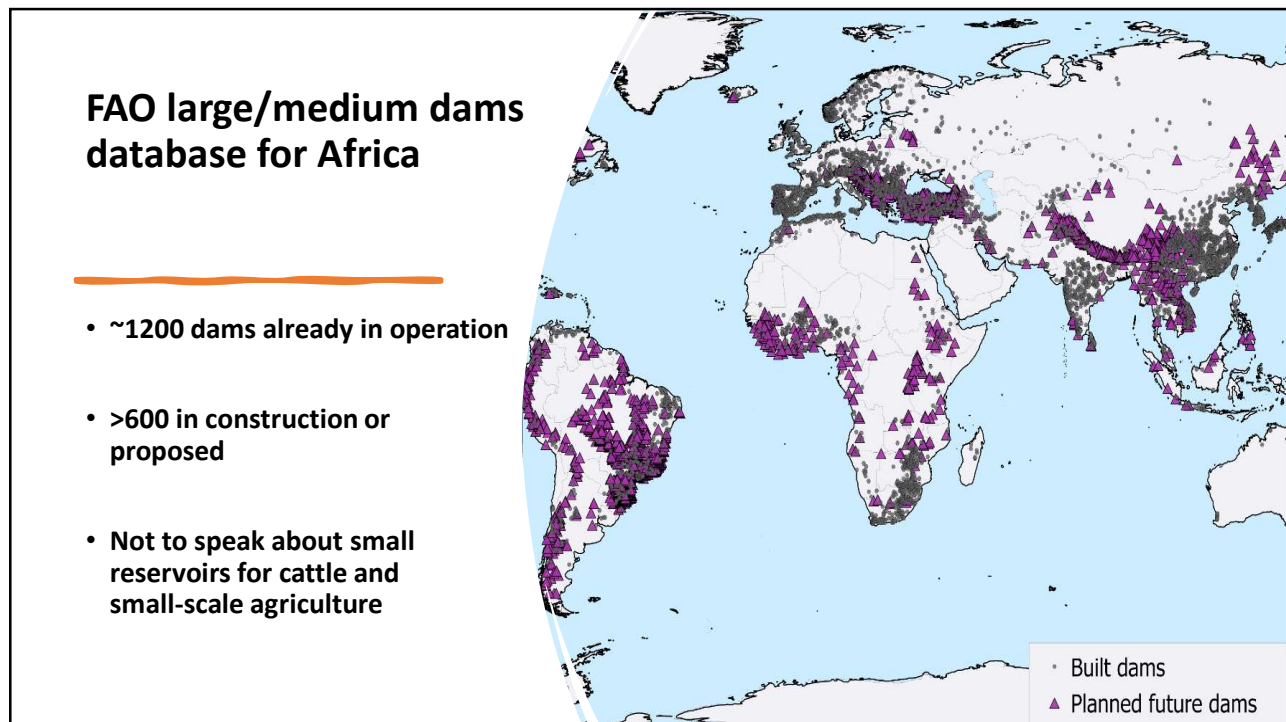 FAO large/medium dams
database for Africa
• ~1200 dams already in operation
• >600 in construction or
proposed
• Not to speak about small
reservoirs for cattle and
small-scale agriculture
Built dams
Planned future dams